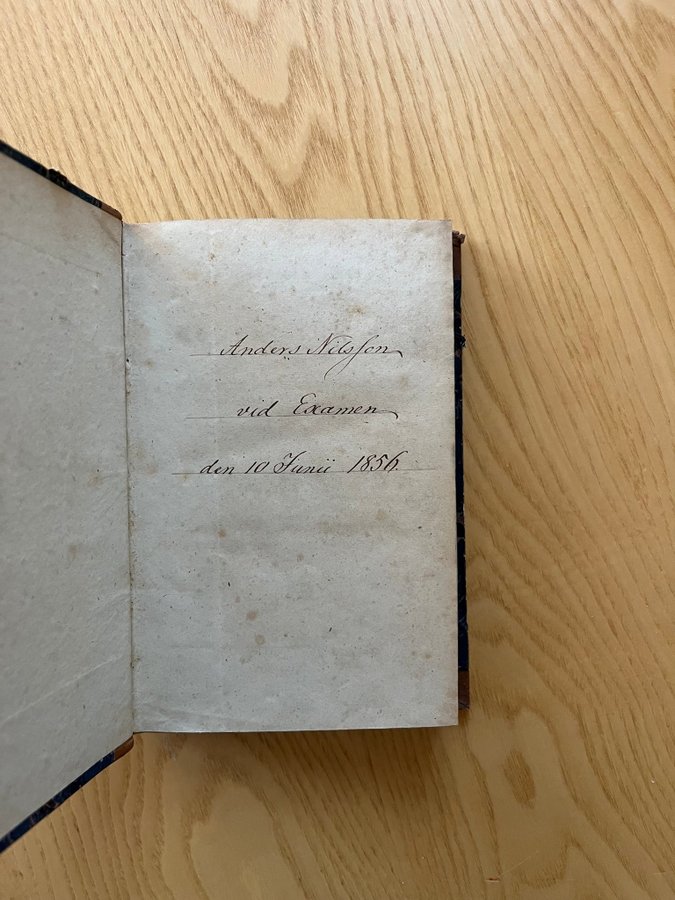 Anders Nilsson
vid Examen
den 10 Junii 1856.